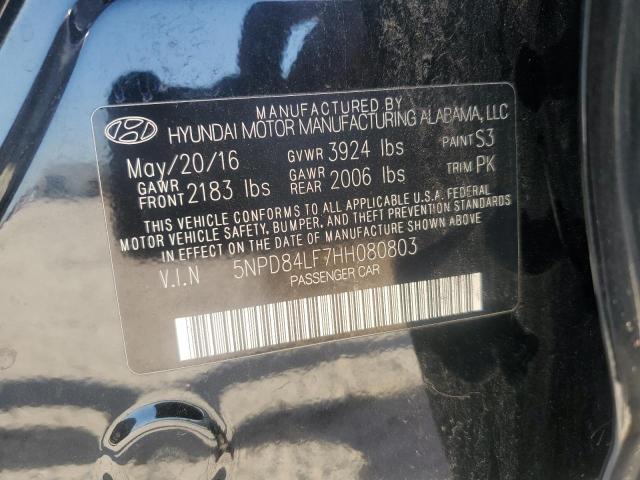 MANUFACTURED BY
HYUNDAI MOTOR MANUFACTURING ALABAMA, LLC
May/20/16 GVWR 3924 lbs PAINT S3
GAWR FRONT 2183 lbs GAWR REAR 2006 lbs TRIM PK
THIS VEHICLE CONFORMS TO ALL APPLICABLE U.S.A. FEDERAL
MOTOR VEHICLE SAFETY, BUMPER, AND THEFT PREVENTION STANDARDS
IN EFFECT ON THE DATE OF MANUFACTURE SHOWN ABOVE
V.I.N 5NPD84LF7HH080803
PASSENGER CAR